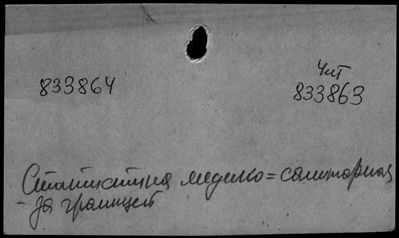 Чит
833864 833863
Статистика медико=санитарная
- за границей